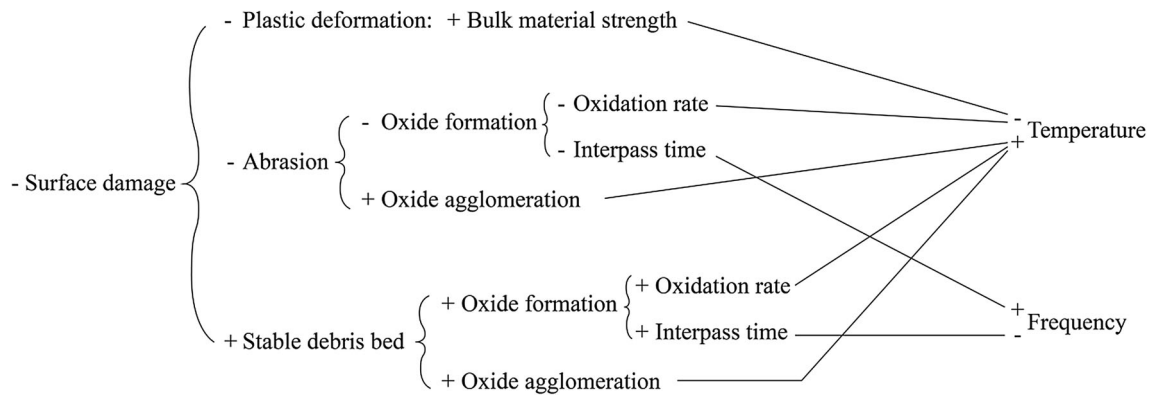 - Plastic deformation: + Bulk material strength
- Oxidation rate
- Oxide formation
- Interpass time
- Abrasion
+ Oxide agglomeration
- Surface damage
+ Oxidation rate
+ Oxide formation
+ Interpass time
+ Stable debris bed
+ Oxide agglomeration
-
+ Temperature
+
- Frequency